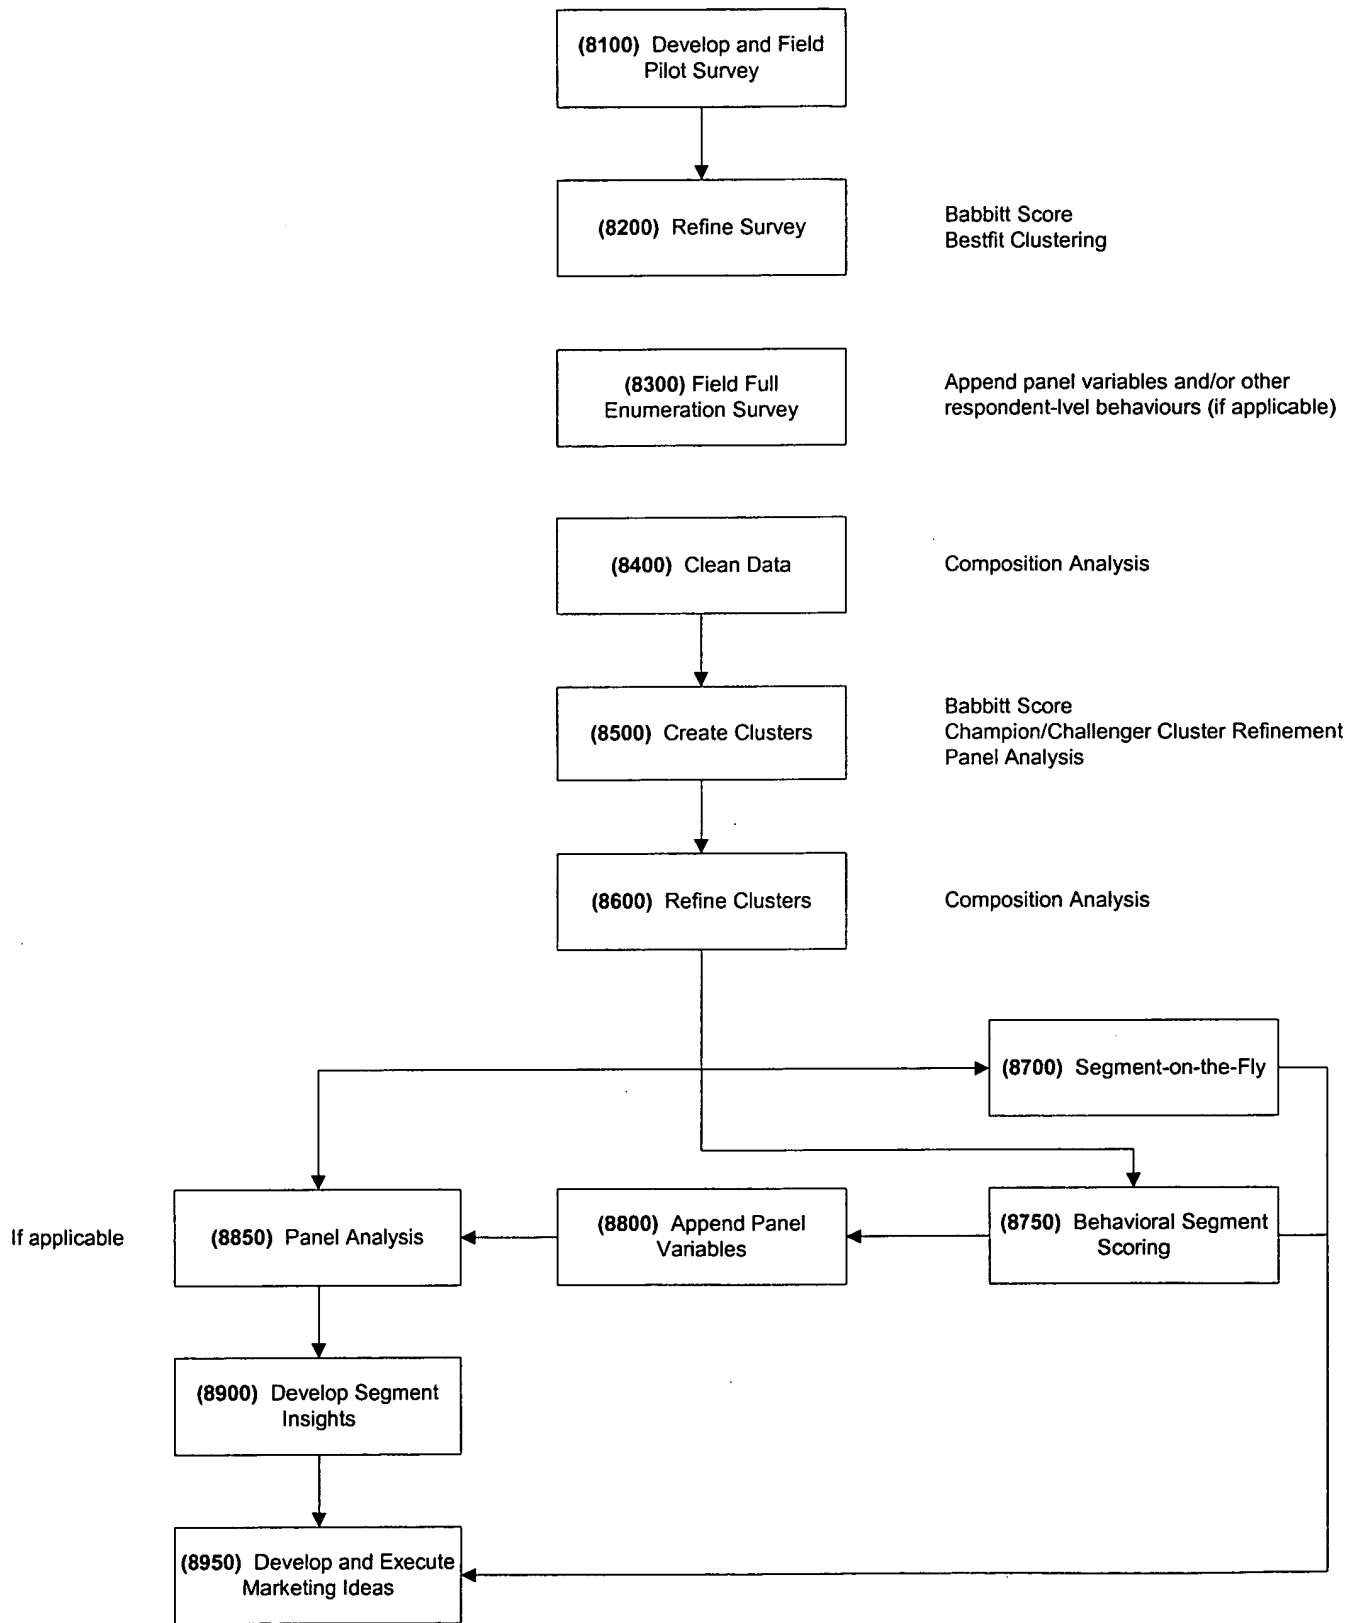 (8100) Develop and Field
Pilot Survey
(8200) Refine Survey
Babbitt Score
Bestfit Clustering
(8300) Field Full
Enumeration Survey
Append panel variables and/or other
respondent-lvel behaviours (if applicable)
(8400) Clean Data
Composition Analysis
(8500) Create Clusters
Babbitt Score
Champion/Challenger Cluster Refinement
Panel Analysis
(8600) Refine Clusters
Composition Analysis
(8700) Segment-on-the-Fly
If applicable
(8850) Panel Analysis
(8800) Append Panel
Variables
(8750) Behavioral Segment
Scoring
(8900) Develop Segment
Insights
(8950) Develop and Execute
Marketing Ideas